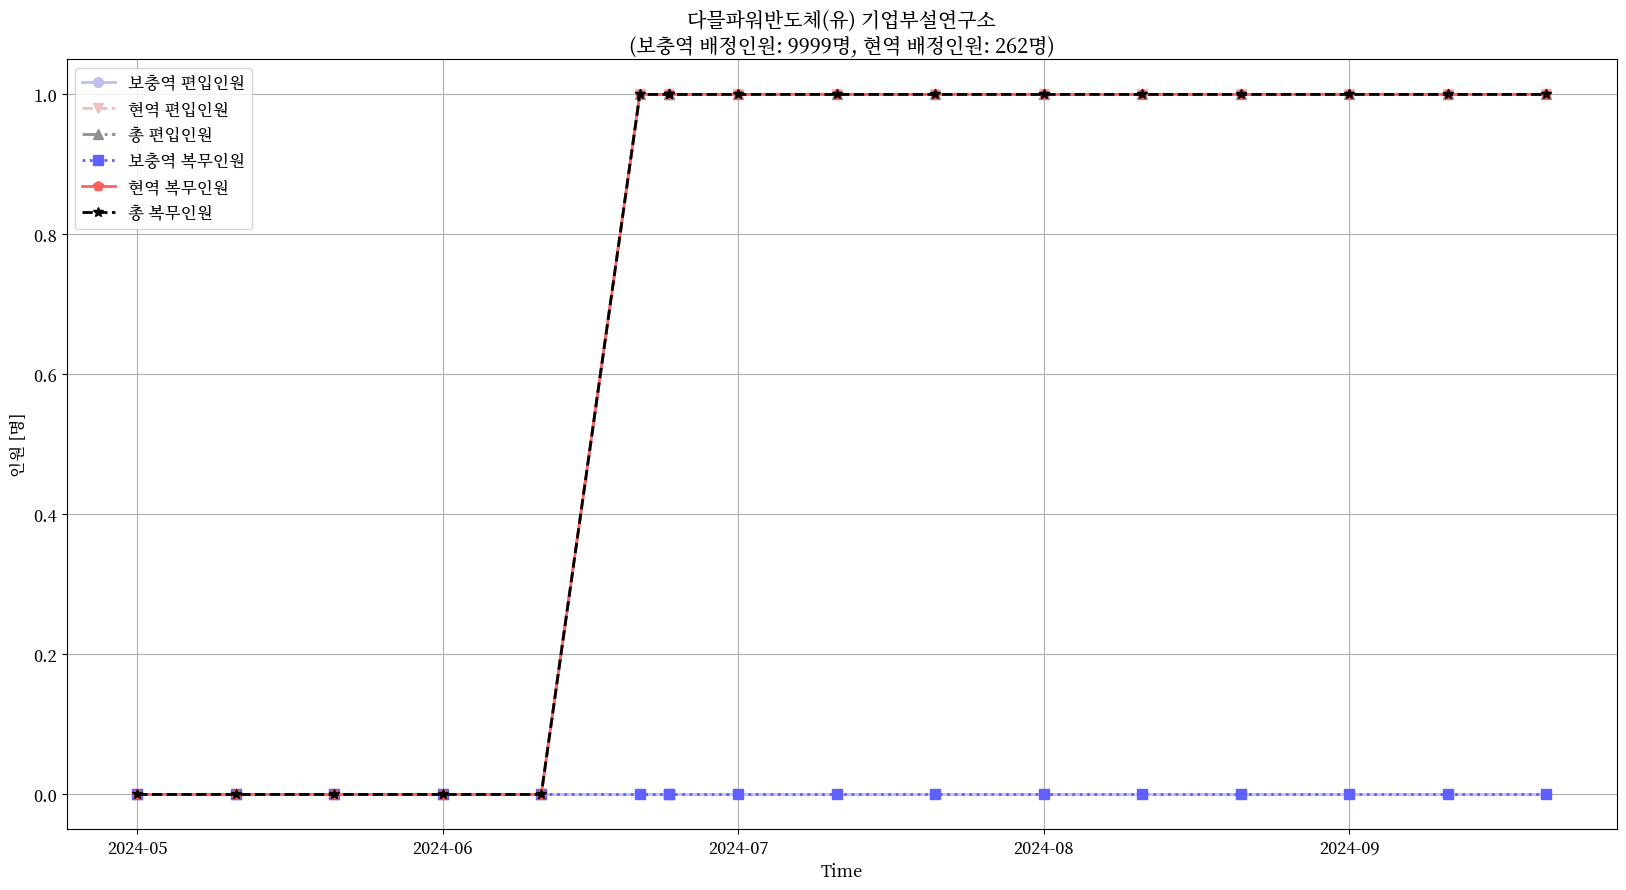 다믈파워반도체(유) 기업부설연구소
(보충역 배정인원: 9999명, 현역 배정인원: 262명)
보충역 편입인원
현역 편입인원
총 편입인원
보충역 복무인원
현역 복무인원
총 복무인원
1.0
0.8
0.6
0.4
0.2
0.0
인원 [명]
2024-05 2024-06 2024-07 2024-08 2024-09
Time